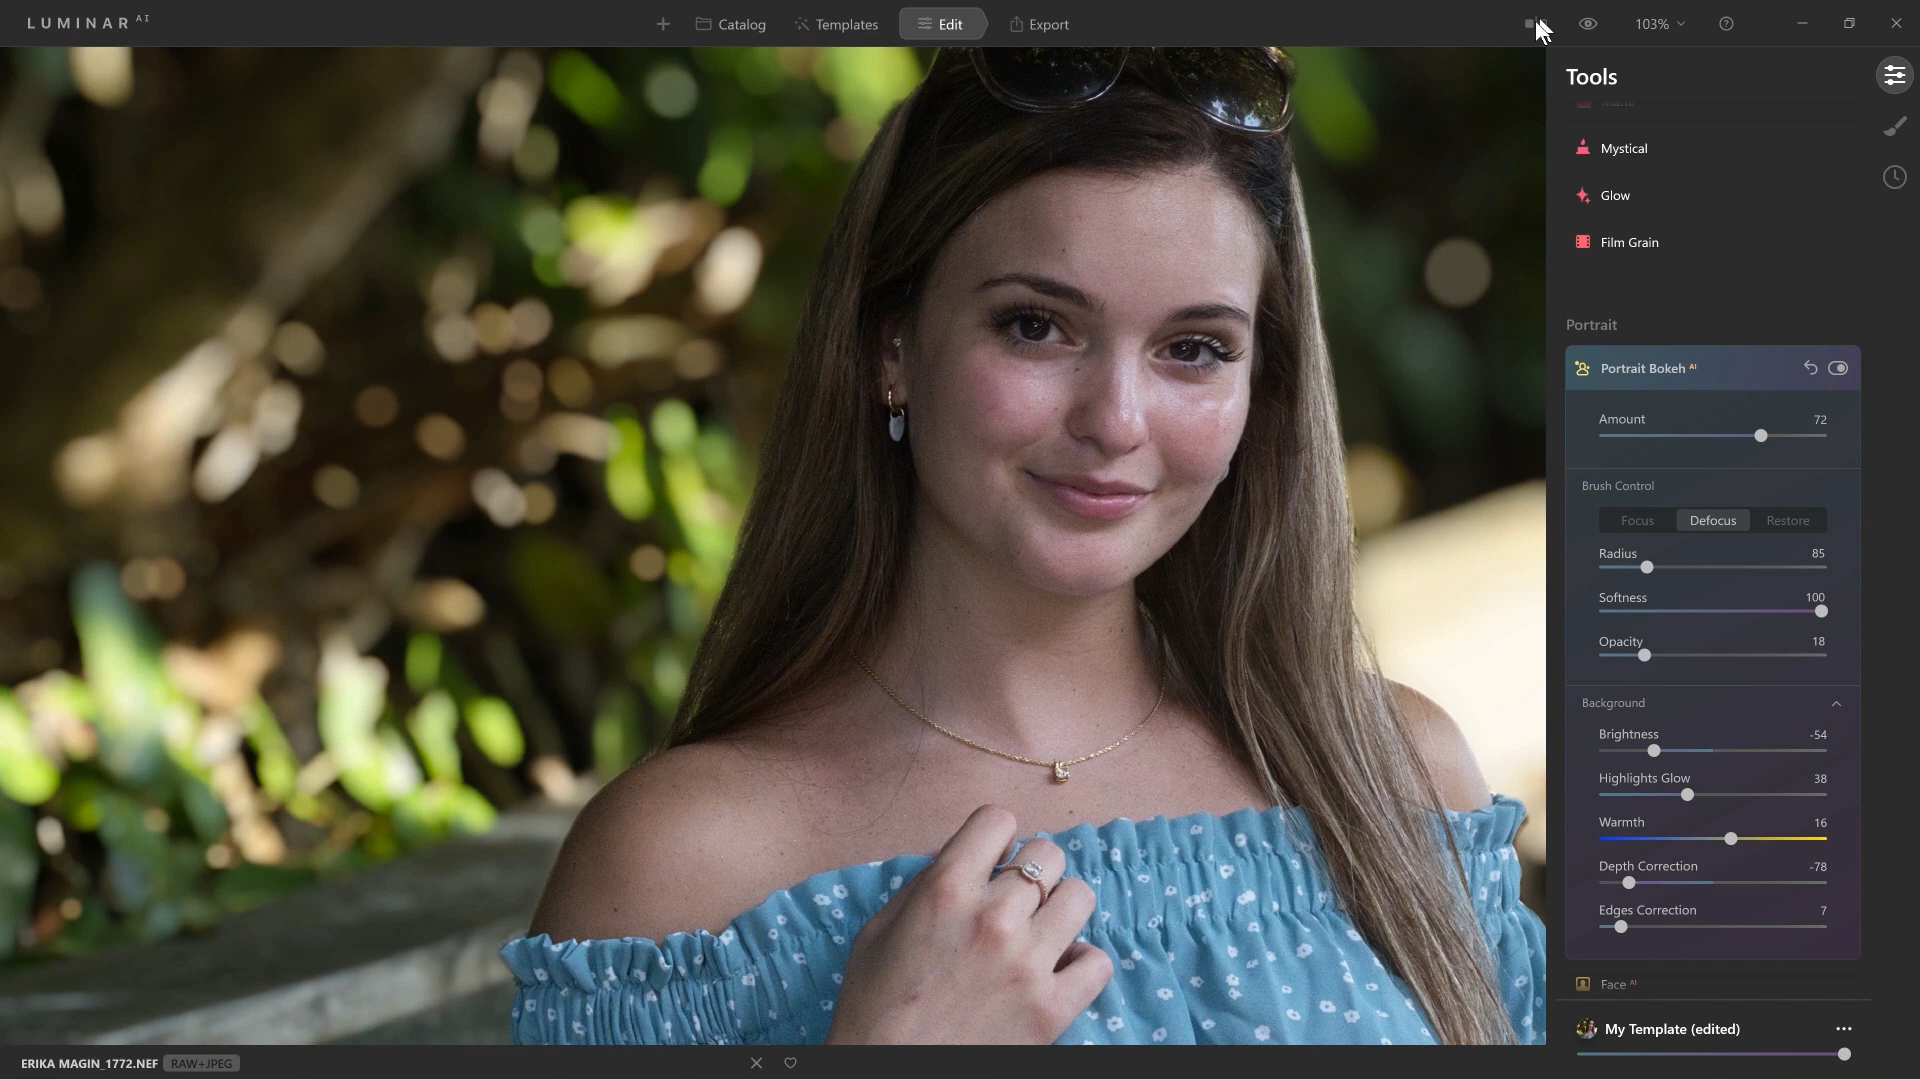 LUMINAR AI
Catalog
Templates
Edit
Export
103%
Tools
Matte
Mystical
Glow
Film Grain
Portrait
Portrait Bokeh AI
Amount 72
Brush Control
Focus Defocus Restore
Radius 85
Softness 100
Opacity 18
Background
Brightness -54
Highlights Glow 38
Warmth 16
Depth Correction -78
Edges Correction 7
Face AI
My Template (edited)
ERIKA MAGIN_1772.NEF RAW+JPEG